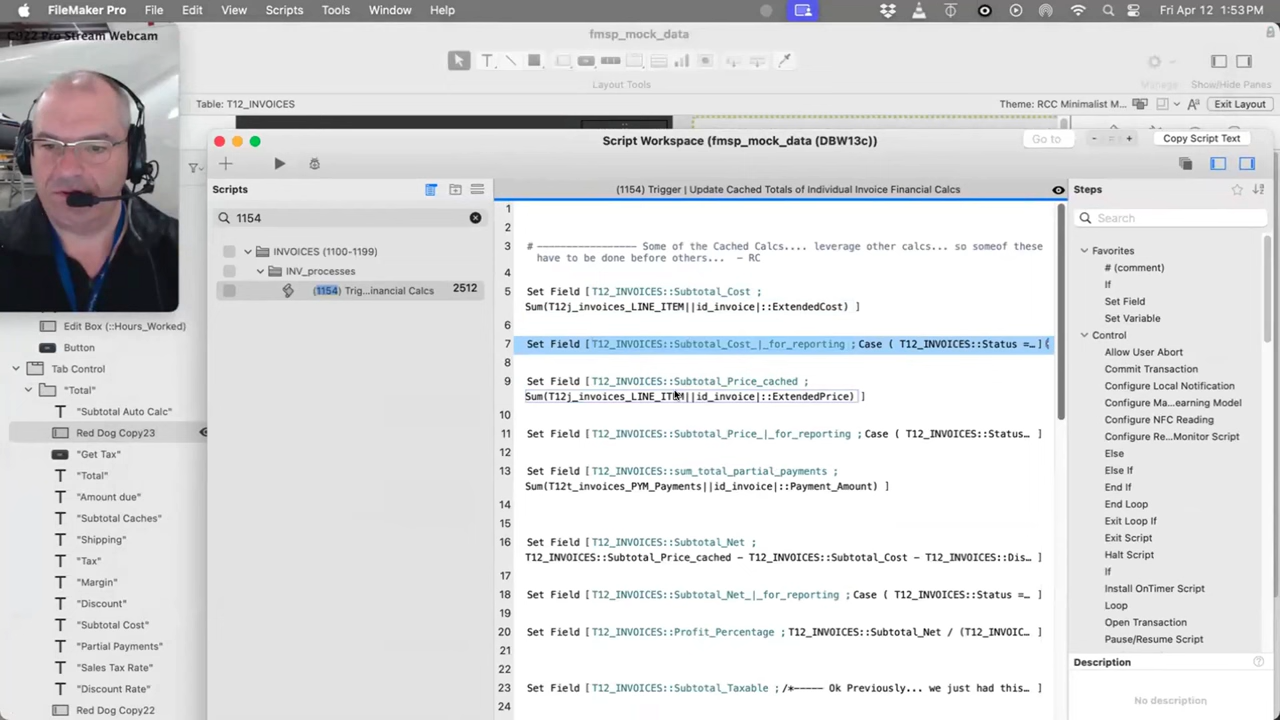 FileMaker Pro File Edit View Scripts Tools Window Help Fri Apr 12 1:53 PM
C922 Pro Stream Webcam
fmsp_mock_data
Layout Tools
Manage
Show/Hide Panes
Table: T12_INVOICES
Theme: RCC Minimalist M...
Exit Layout
Script Workspace (fmsp_mock_data (DBW13c))
Go to
- +
Copy Script Text
Scripts
(1154) Trigger | Update Cached Totals of Individual Invoice Financial Calcs
Steps
1154
Search
INVOICES (1100-1199)
INV_processes
(1154) Trig...inancial Calcs 2512
Edit Box (::Hours_Worked)
Button
Tab Control
"Total"
"Subtotal Auto Calc"
Red Dog Copy23
"Get Tax"
"Total"
"Amount due"
"Subtotal Caches"
"Shipping"
"Tax"
"Margin"
"Discount"
"Subtotal Cost"
"Partial Payments"
"Sales Tax Rate"
"Discount Rate"
Red Dog Copy22
1
2
3 # ————————————————— Some of the Cached Calcs.... leverage other calcs... so someof these
have to be done before others... – RC
4
5 Set Field [ T12_INVOICES::Subtotal_Cost ;
Sum(T12j_invoices_LINE_ITEM||id_invoice|::ExtendedCost) ]
6
7 Set Field [ T12_INVOICES::Subtotal_Cost_|_for_reporting ; Case ( T12_INVOICES::Status =... ]
8
9 Set Field [ T12_INVOICES::Subtotal_Price_cached ;
Sum(T12j_invoices_LINE_ITEM||id_invoice|::ExtendedPrice) ]
10
11 Set Field [ T12_INVOICES::Subtotal_Price_|_for_reporting ; Case ( T12_INVOICES::Status... ]
12
13 Set Field [ T12_INVOICES::sum_total_partial_payments ;
Sum(T12t_invoices_PYM_Payments||id_invoice|::Payment_Amount) ]
14
15
16 Set Field [ T12_INVOICES::Subtotal_Net ;
T12_INVOICES::Subtotal_Price_cached – T12_INVOICES::Subtotal_Cost – T12_INVOICES::Dis... ]
17
18 Set Field [ T12_INVOICES::Subtotal_Net_|_for_reporting ; Case ( T12_INVOICES::Status =... ]
19
20 Set Field [ T12_INVOICES::Profit_Percentage ; T12_INVOICES::Subtotal_Net / (T12_INVOIC... ]
21
22
23 Set Field [ T12_INVOICES::Subtotal_Taxable ; /*––––– Ok Previously... we just had this... ]
24
Favorites
# (comment)
If
Set Field
Set Variable
Control
Allow User Abort
Commit Transaction
Configure Local Notification
Configure M...earning Model
Configure NFC Reading
Configure Re...Monitor Script
Else
Else If
End If
End Loop
Exit Loop If
Exit Script
Halt Script
If
Install OnTimer Script
Loop
Open Transaction
Pause/Resume Script
Description
No description